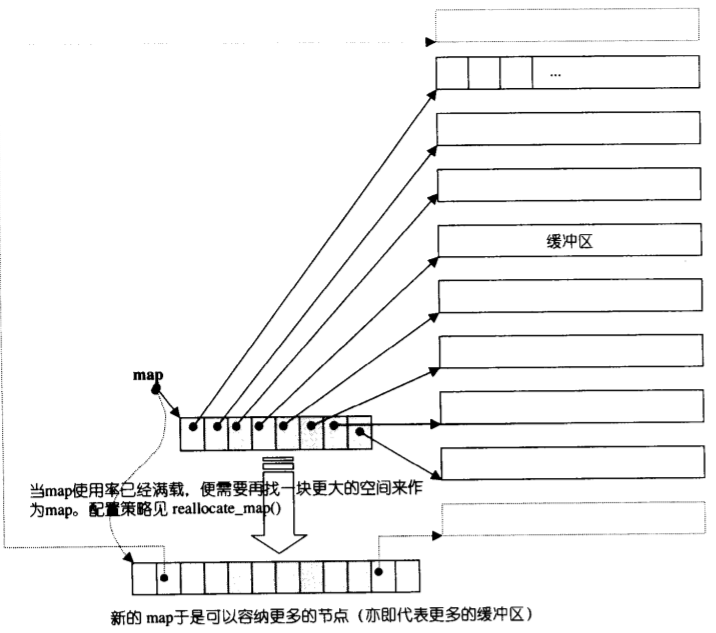 ...
缓冲区
map
当map使用率已经满载，便需要再找一块更大的空间来作
为map。配置策略见 reallocate_map()
新的 map于是可以容纳更多的节点（亦即代表更多的缓冲区）